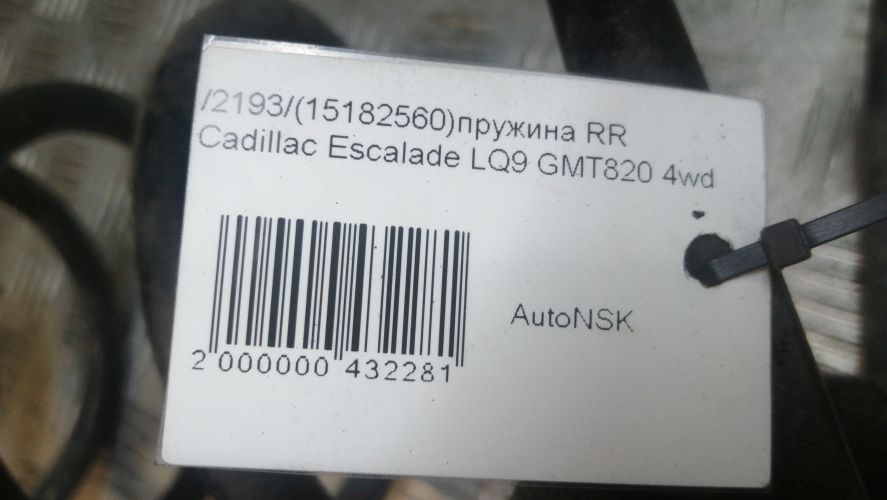 /2193/(15182560)пружина RR
Cadillac Escalade LQ9 GMT820 4wd
AutoNSK
2 000000 432281